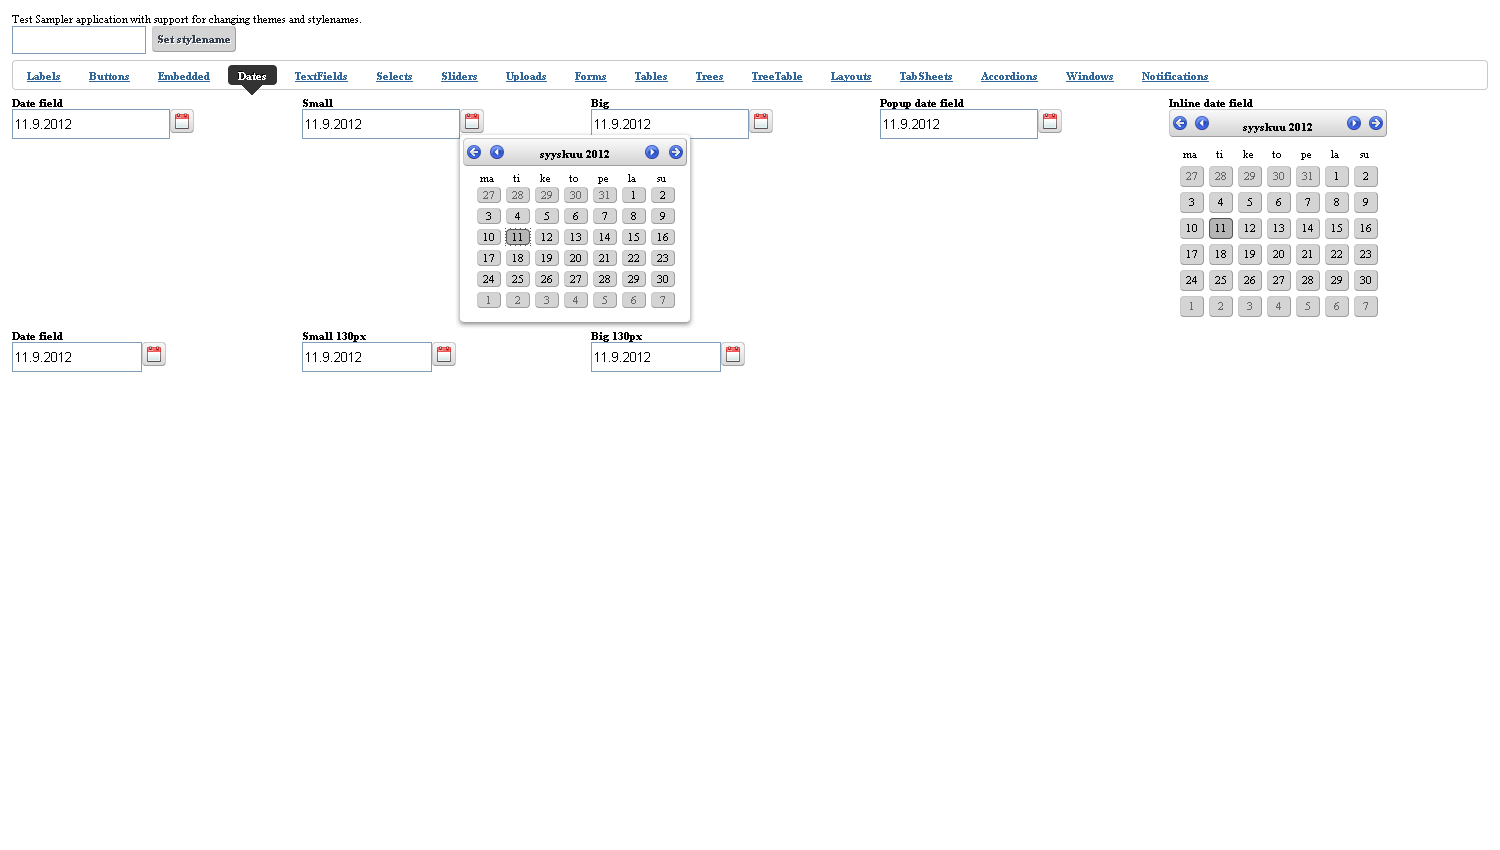 Test Sampler application with support for changing themes and stylenames.
Set stylename
Labels Buttons Embedded Dates TextFields Selects Sliders Uploads Forms Tables Trees TreeTable Layouts TabSheets Accordions Windows Notifications
Date field Small Big Popup date field Inline date field
11.9.2012 11.9.2012 11.9.2012 11.9.2012
syyskuu 2012
ma ti ke to pe la su
27 28 29 30 31 1 2
3 4 5 6 7 8 9
10 11 12 13 14 15 16
17 18 19 20 21 22 23
24 25 26 27 28 29 30
1 2 3 4 5 6 7
syyskuu 2012
ma ti ke to pe la su
27 28 29 30 31 1 2
3 4 5 6 7 8 9
10 11 12 13 14 15 16
17 18 19 20 21 22 23
24 25 26 27 28 29 30
1 2 3 4 5 6 7
Date field Small 130px Big 130px
11.9.2012 11.9.2012 11.9.2012